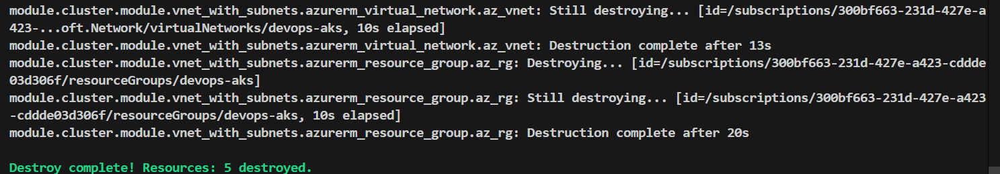 module.cluster.module.vnet_with_subnets.azurerm_virtual_network.az_vnet: Still destroying... [id=/subscriptions/300bf663-231d-427e-a
423-...oft.Network/virtualNetworks/devops-aks, 10s elapsed]
module.cluster.module.vnet_with_subnets.azurerm_virtual_network.az_vnet: Destruction complete after 13s
module.cluster.module.vnet_with_subnets.azurerm_resource_group.az_rg: Destroying... [id=/subscriptions/300bf663-231d-427e-a423-cddde
03d306f/resourceGroups/devops-aks]
module.cluster.module.vnet_with_subnets.azurerm_resource_group.az_rg: Still destroying... [id=/subscriptions/300bf663-231d-427e-a423
-cddde03d306f/resourceGroups/devops-aks, 10s elapsed]
module.cluster.module.vnet_with_subnets.azurerm_resource_group.az_rg: Destruction complete after 20s
Destroy complete! Resources: 5 destroyed.